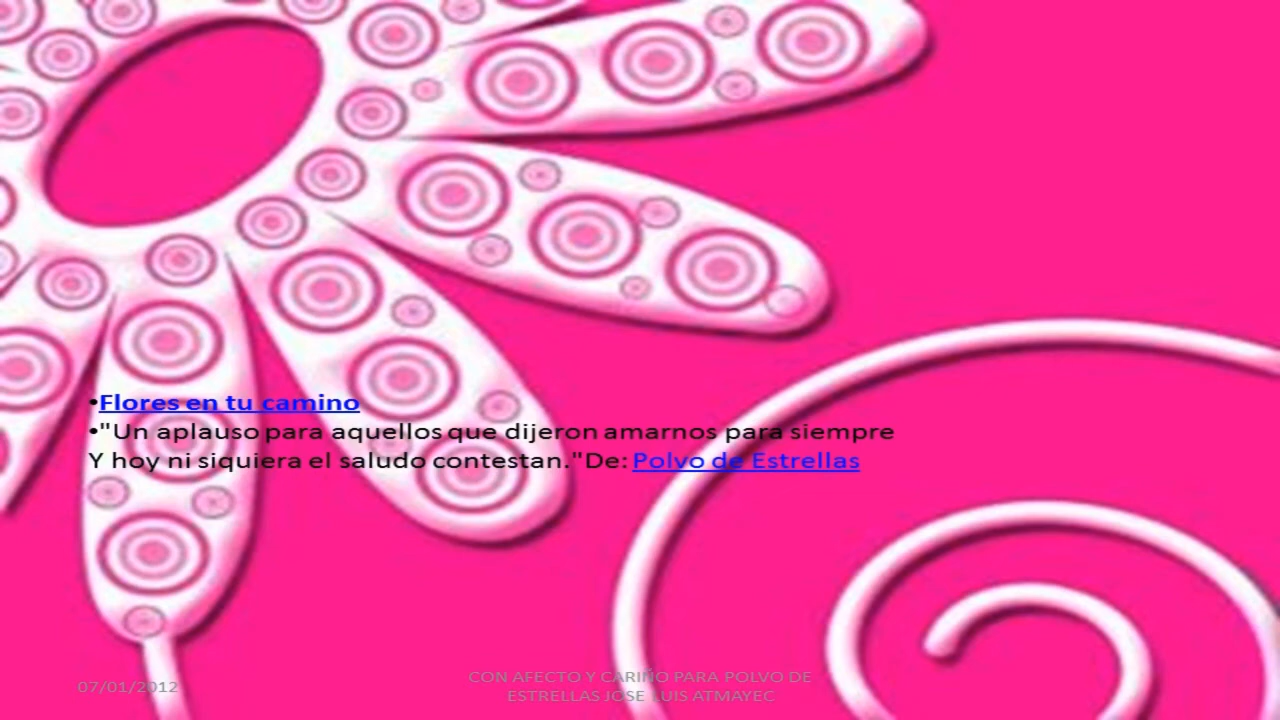 •Flores en tu camino
•"Un aplauso para aquellos que dijeron amarnos para siempre
Y hoy ni siquiera el saludo contestan."De: Polvo de Estrellas
07/01/2012
CON AFECTO Y CARIÑO PARA POLVO DE
ESTRELLAS JOSE LUIS ATMAYEC